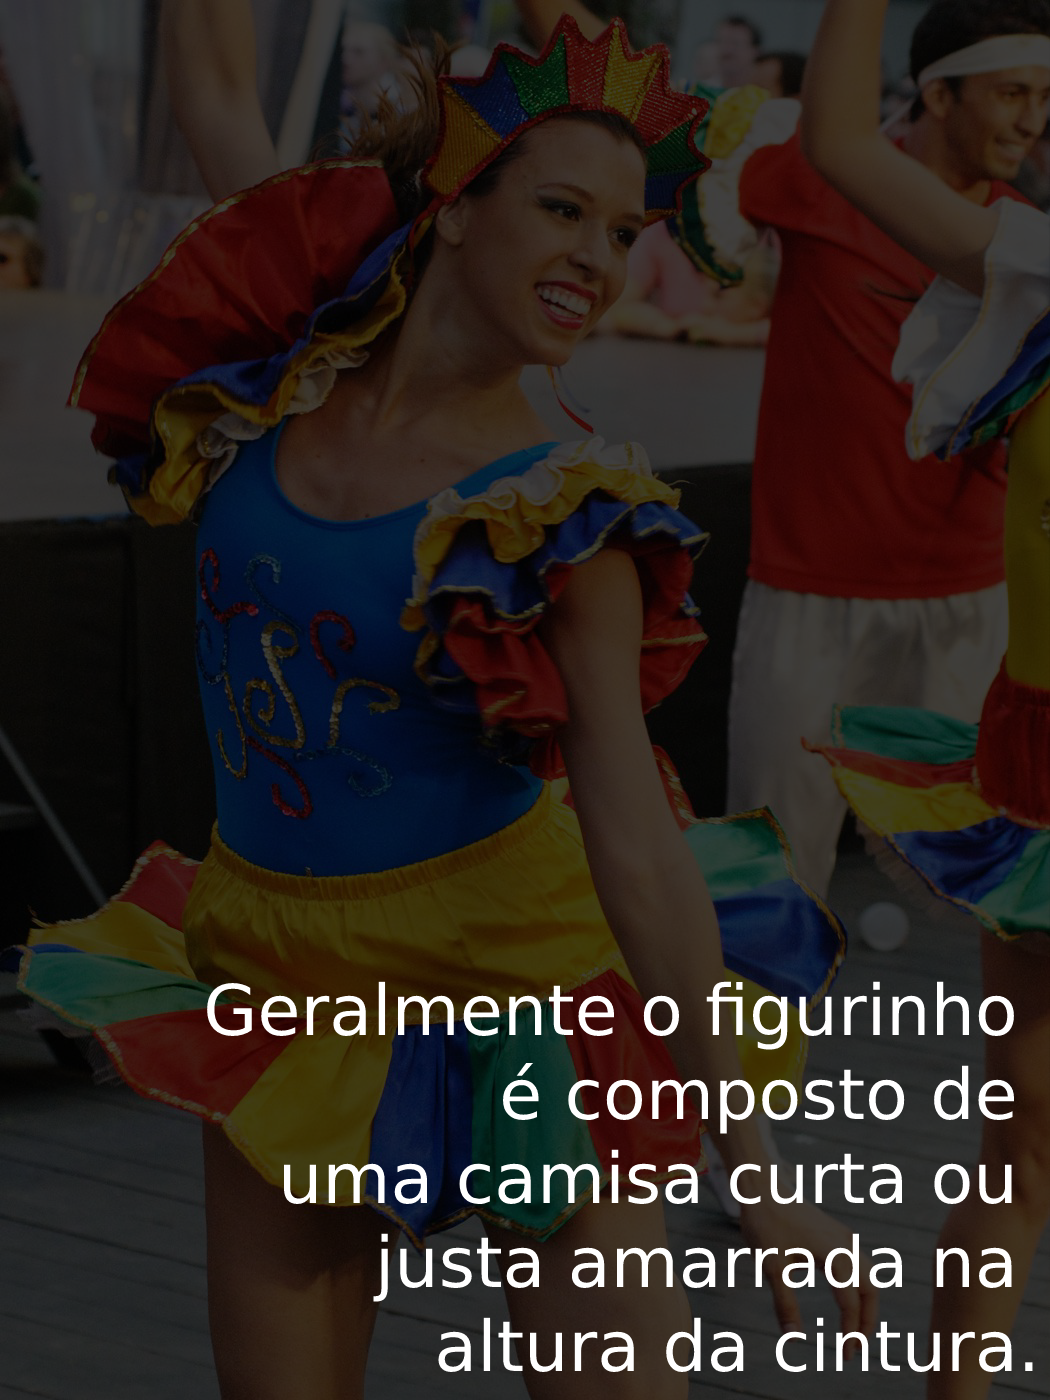 Geralmente o figurinho
é composto de
uma camisa curta ou
justa amarrada na
altura da cintura.